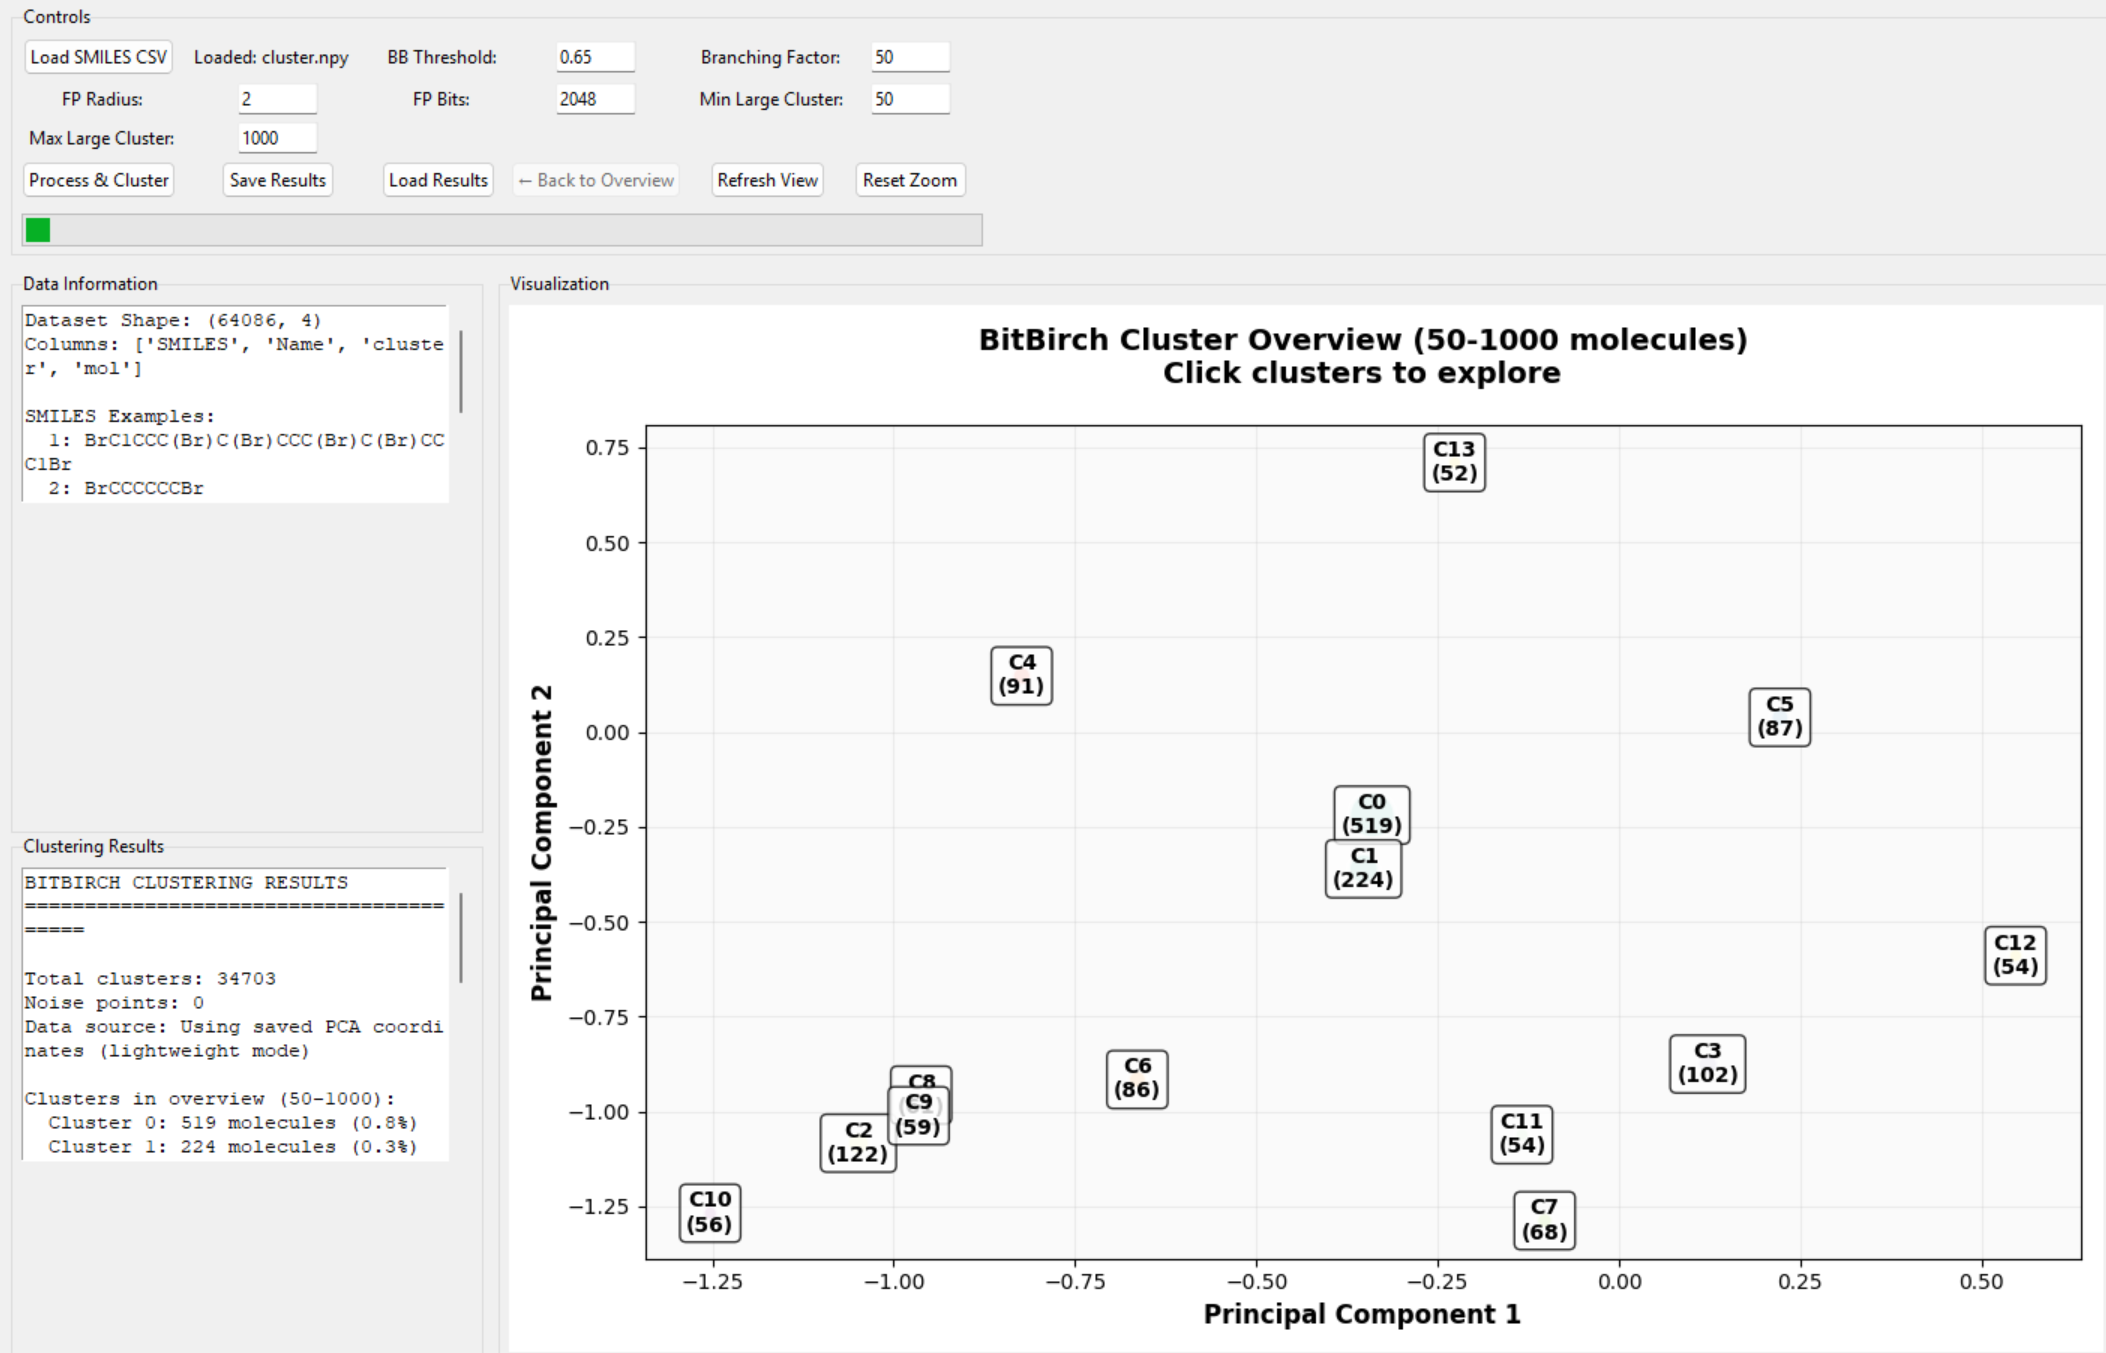 Controls
Load SMILES CSV Loaded: cluster.npy BB Threshold: 0.65 Branching Factor: 50
FP Radius: 2 FP Bits: 2048 Min Large Cluster: 50
Max Large Cluster: 1000
Process & Cluster Save Results Load Results ← Back to Overview Refresh View Reset Zoom
Data Information
Dataset Shape: (64086, 4)
Columns: ['SMILES', 'Name', 'cluste
r', 'mol']
SMILES Examples:
1: BrC1CCC(Br)C(Br)CCC(Br)C(Br)CC
C1Br
2: BrCCCCCCBr
Clustering Results
BITBIRCH CLUSTERING RESULTS
===================================
=====
Total clusters: 34703
Noise points: 0
Data source: Using saved PCA coordi
nates (lightweight mode)
Clusters in overview (50-1000):
Cluster 0: 519 molecules (0.8%)
Cluster 1: 224 molecules (0.3%)
Visualization
BitBirch Cluster Overview (50-1000 molecules)
Click clusters to explore
Principal Component 2
0.75
0.50
0.25
0.00
−0.25
−0.50
−0.75
−1.00
−1.25
C13
(52)
C4
(91)
C5
(87)
C0
(519)
C1
(224)
C12
(54)
C3
(102)
C6
(86)
C8
C9
(59)
C2
(122)
C11
(54)
C10
(56)
C7
(68)
−1.25 −1.00 −0.75 −0.50 −0.25 0.00 0.25 0.50
Principal Component 1